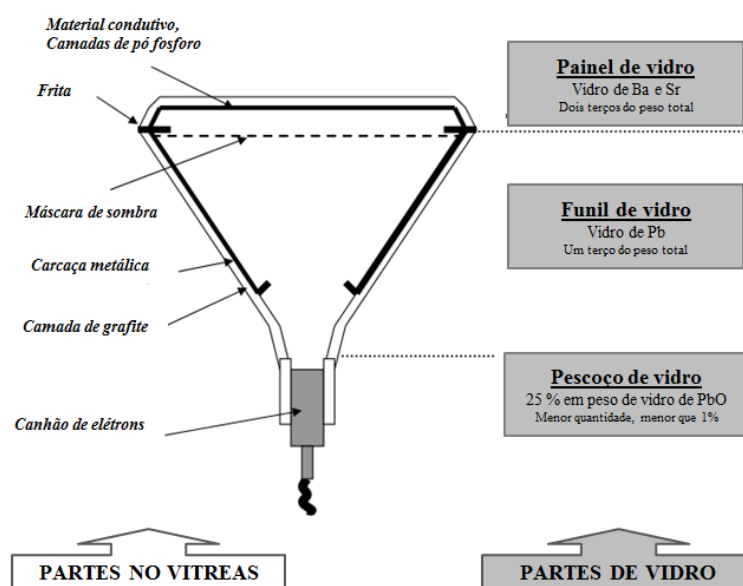 Material condutivo,
Camadas de pó fosforo
Frita
Máscara de sombra
Carcaça metálica
Camada de grafite
Canhão de elétrons
PARTES NO VITREAS
Painel de vidro
Vidro de Ba e Sr
Dois terços do peso total
Funil de vidro
Vidro de Pb
Um terço do peso total
Pescoço de vidro
25 % em peso de vidro de PbO
Menor quantidade, menor que 1%
PARTES DE VIDRO